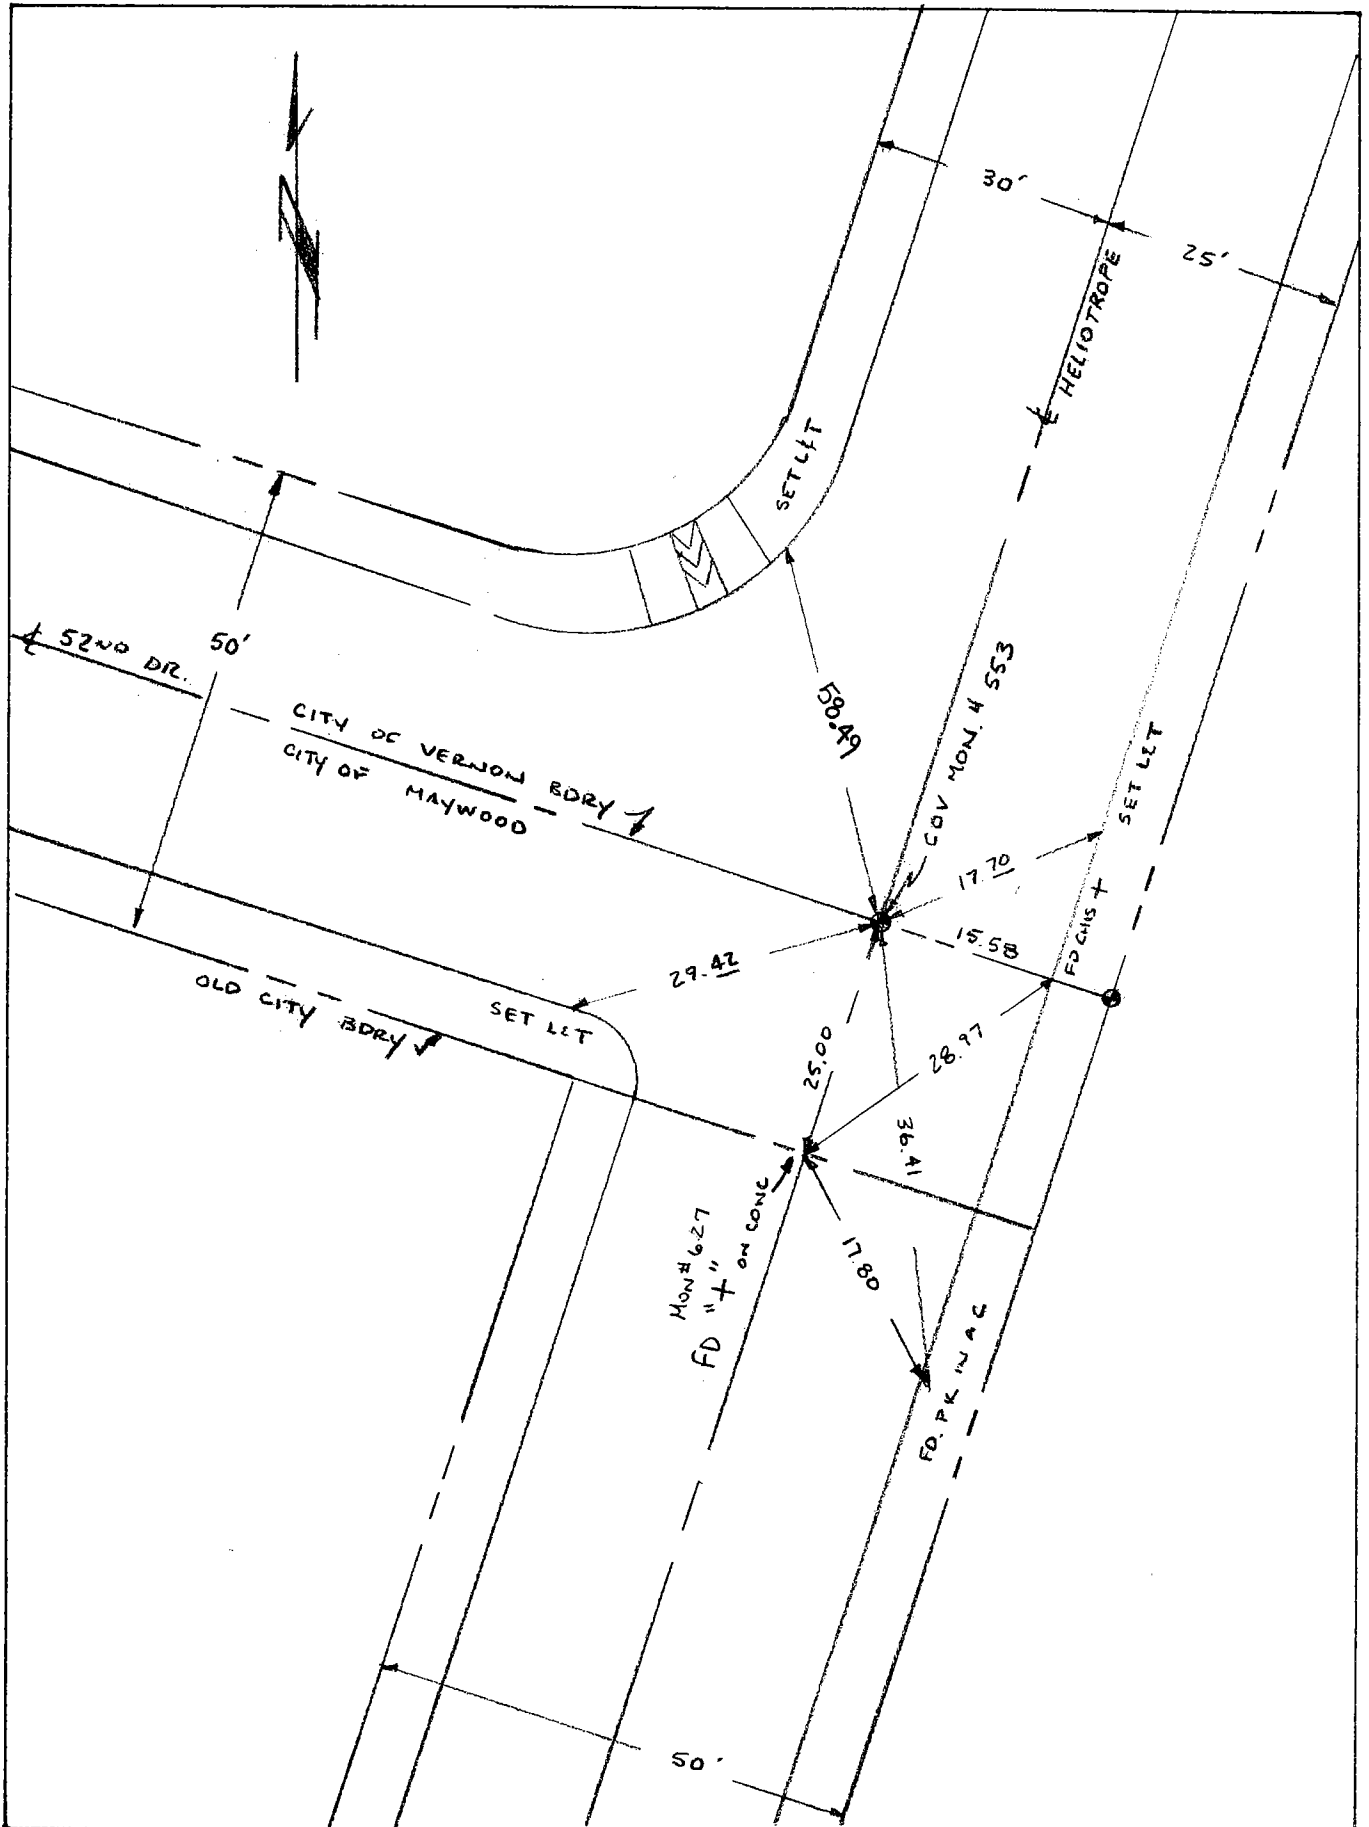 N
30'
25'
℄ HELIOTROPE
SET L&T
50'
℄ 52ND DR.
CITY OF VERNON BDRY
CITY OF MAYWOOD
58.49
COV MON. # 553
SET L&T
17.70
15.58
FD CHIS +
29.42
OLD CITY BDRY
SET L&T
25.00
28.97
36.41
MON # 627
FD "+" ON CONC
17.80
FD. PK IN AC
50'